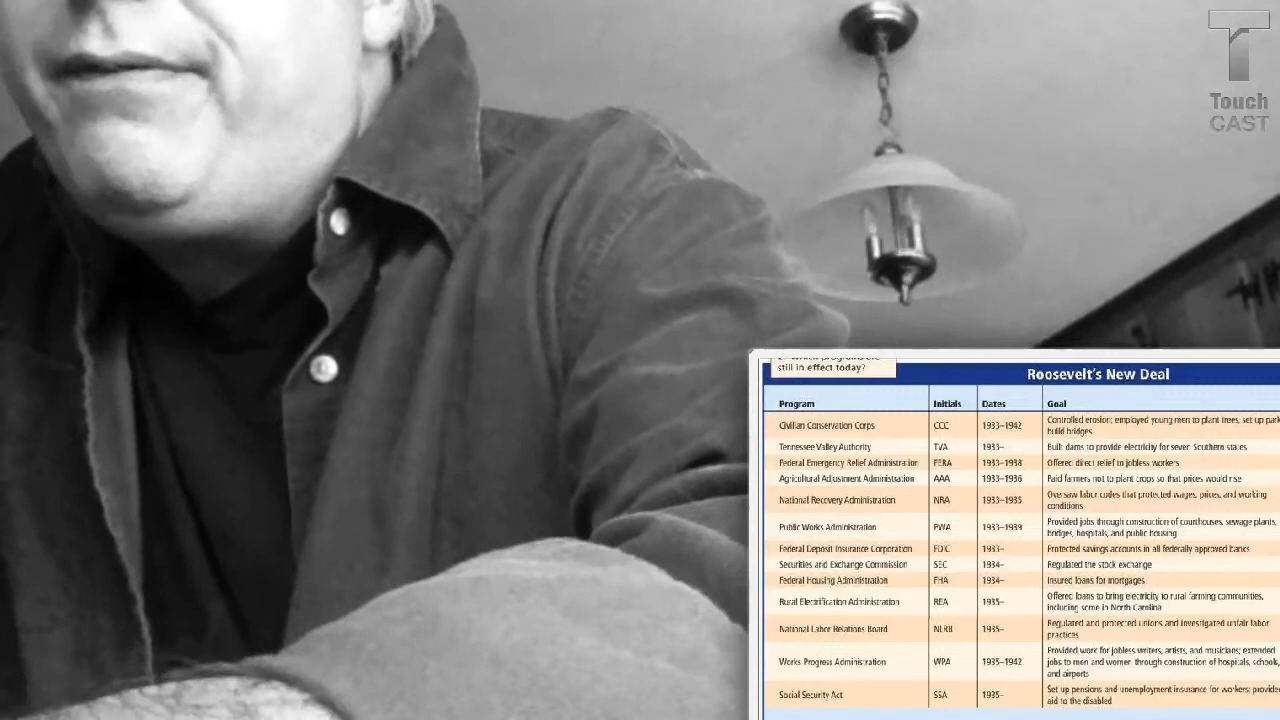 Touch
CAST
still in effect today?
Roosevelt's New Deal
Program Initials Dates Goal
Civilian Conservation Corps CCC 1933–1942 Controlled erosion; employed young men to plant trees, set up park
build bridges
Tennessee Valley Authority TVA 1933– Built dams to provide electricity for seven Southern states
Federal Emergency Relief Administration FERA 1933–1938 Offered direct relief to jobless workers
Agricultural Adjustment Administration AAA 1933–1936 Paid farmers not to plant crops so that prices would rise
National Recovery Administration NRA 1933–1935 Oversaw labor codes that protected wages, prices, and working
conditions
Public Works Administration PWA 1933–1939 Provided jobs through construction of courthouses, sewage plants,
bridges, hospitals, and public housing
Federal Deposit Insurance Corporation FDIC 1933– Protected savings accounts in all federally approved banks
Securities and Exchange Commission SEC 1934– Regulated the stock exchange
Federal Housing Administration FHA 1934– Insured loans for mortgages
Rural Electrification Administration REA 1935– Offered loans to bring electricity to rural farming communities,
including some in North Carolina
National Labor Relations Board NLRB 1935– Regulated and protected unions and investigated unfair labor
practices
Works Progress Administration WPA 1935–1942 Provided work for jobless writers, artists, and musicians; extended
jobs to men and women through construction of hospitals, schools,
and airports
Social Security Act SSA 1935– Set up pensions and unemployment insurance for workers; provide
aid to the disabled